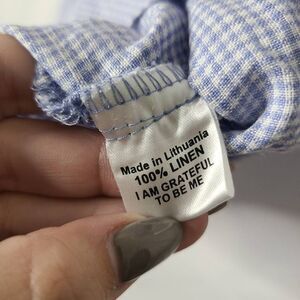 Made in Lithuania
100% LINEN
I AM GRATEFUL
TO BE ME